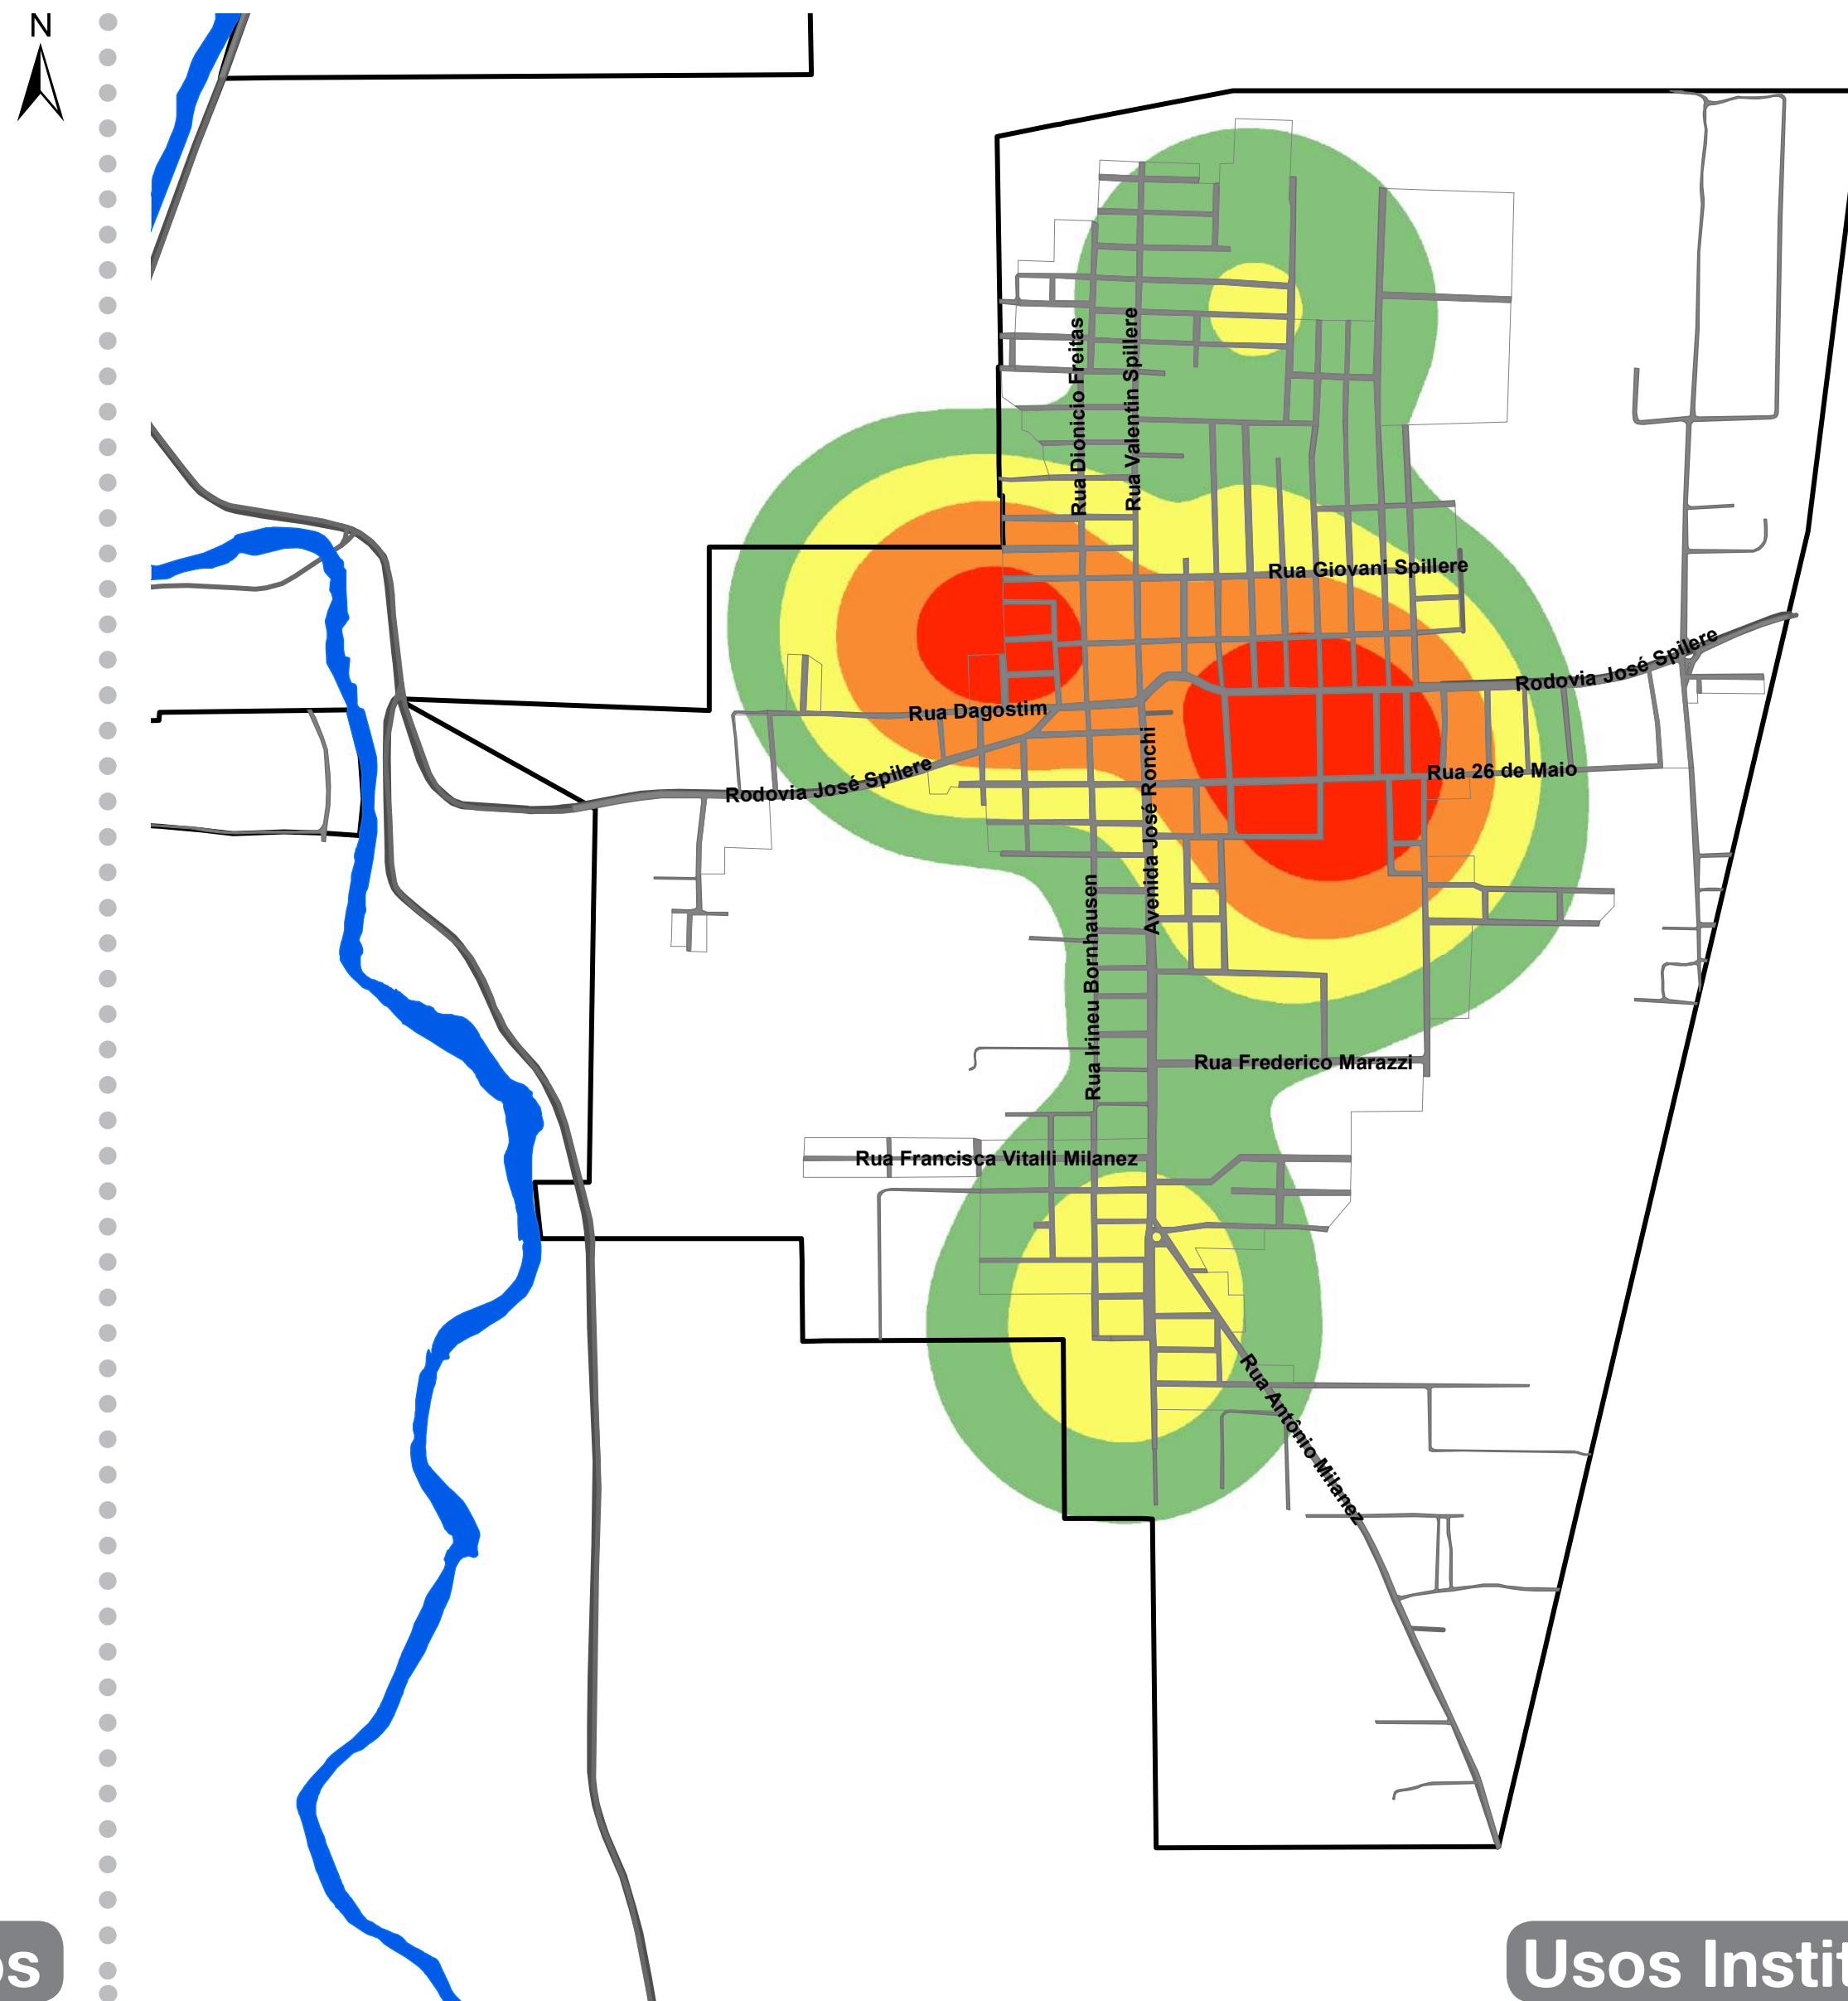 N
Rua Dionicio Freitas
Rua Valentin Spillere
Rua Giovani Spillere
Rodovia José Spilere
Rua Dagostim
Rodovia José Spilere
Rua 26 de Maio
Avenida José Ronchi
Rua Irineu Bornhausen
Rua Frederico Marazzi
Rua Francisca Vitalli Milanez
Rua Antônio Milanez
Usos